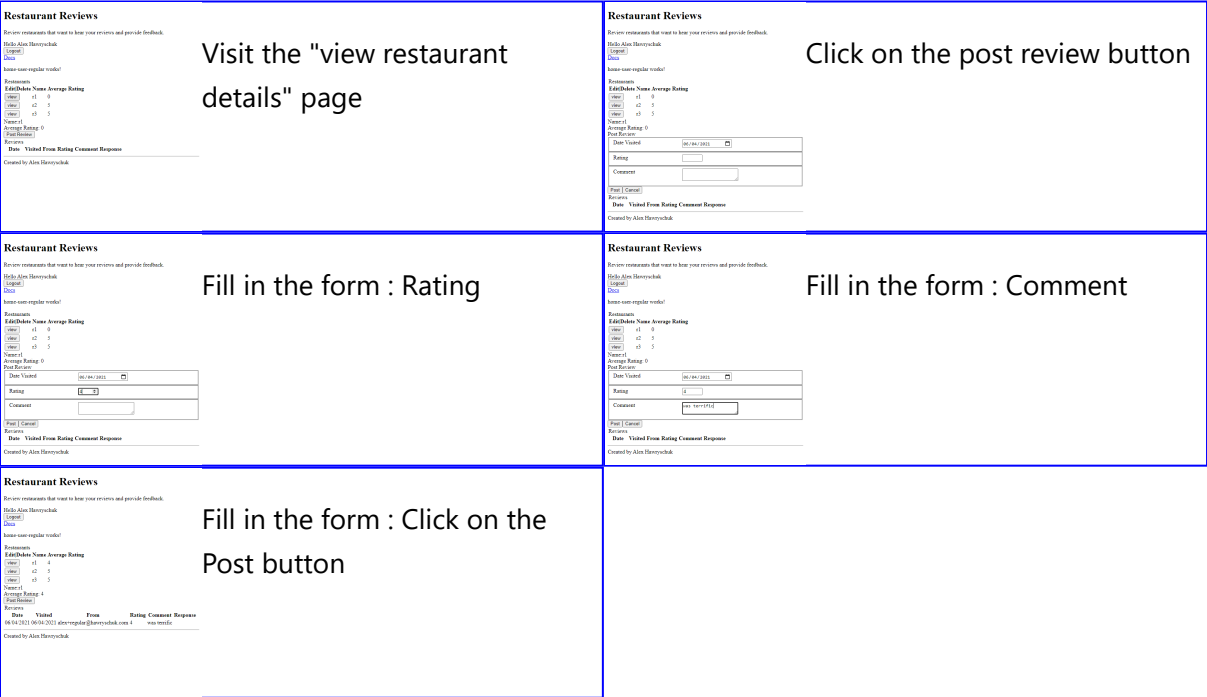 Restaurant Reviews
Review restaurants that want to hear your reviews and provide feedback.
Hello Alex Hawryschuk
Logout
Docs
home-user-regular works!
Restaurants
Edit|Delete Name Average Rating
view r1 0
view r2 5
view r3 5
Name:r1
Average Rating: 0
Post Review
Reviews
Date Visited From Rating Comment Response
Created by Alex Hawryschuk
Visit the "view restaurant
details" page
Restaurant Reviews
Review restaurants that want to hear your reviews and provide feedback.
Hello Alex Hawryschuk
Logout
Docs
home-user-regular works!
Restaurants
Edit|Delete Name Average Rating
view r1 0
view r2 5
view r3 5
Name:r1
Average Rating: 0
Post Review
Date Visited 06/04/2021
Rating
Comment
Post Cancel
Reviews
Date Visited From Rating Comment Response
Created by Alex Hawryschuk
Click on the post review button
Restaurant Reviews
Review restaurants that want to hear your reviews and provide feedback.
Hello Alex Hawryschuk
Logout
Docs
home-user-regular works!
Restaurants
Edit|Delete Name Average Rating
view r1 0
view r2 5
view r3 5
Name:r1
Average Rating: 0
Post Review
Date Visited 06/04/2021
Rating 4
Comment
Post Cancel
Reviews
Date Visited From Rating Comment Response
Created by Alex Hawryschuk
Fill in the form : Rating
Restaurant Reviews
Review restaurants that want to hear your reviews and provide feedback.
Hello Alex Hawryschuk
Logout
Docs
home-user-regular works!
Restaurants
Edit|Delete Name Average Rating
view r1 0
view r2 5
view r3 5
Name:r1
Average Rating: 0
Post Review
Date Visited 06/04/2021
Rating 4
Comment was terrific
Post Cancel
Reviews
Date Visited From Rating Comment Response
Created by Alex Hawryschuk
Fill in the form : Comment
Restaurant Reviews
Review restaurants that want to hear your reviews and provide feedback.
Hello Alex Hawryschuk
Logout
Docs
home-user-regular works!
Restaurants
Edit|Delete Name Average Rating
view r1 4
view r2 5
view r3 5
Name:r1
Average Rating: 4
Post Review
Reviews
Date Visited From Rating Comment Response
06/04/2021 06/04/2021 alex+regular@hawryschuk.com 4 was terrific
Created by Alex Hawryschuk
Fill in the form : Click on the
Post button